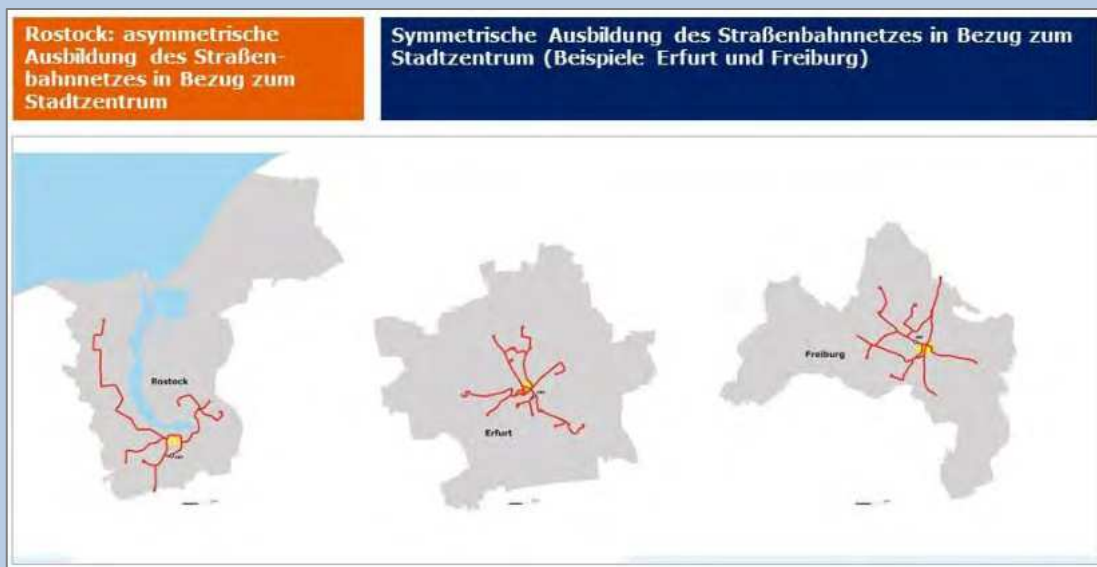 Rostock: asymmetrische
Ausbildung des Straßen-
bahnnetzes in Bezug zum
Stadtzentrum
Symmetrische Ausbildung des Straßenbahnnetzes in Bezug zum
Stadtzentrum (Beispiele Erfurt und Freiburg)
Rostock
Erfurt
Freiburg